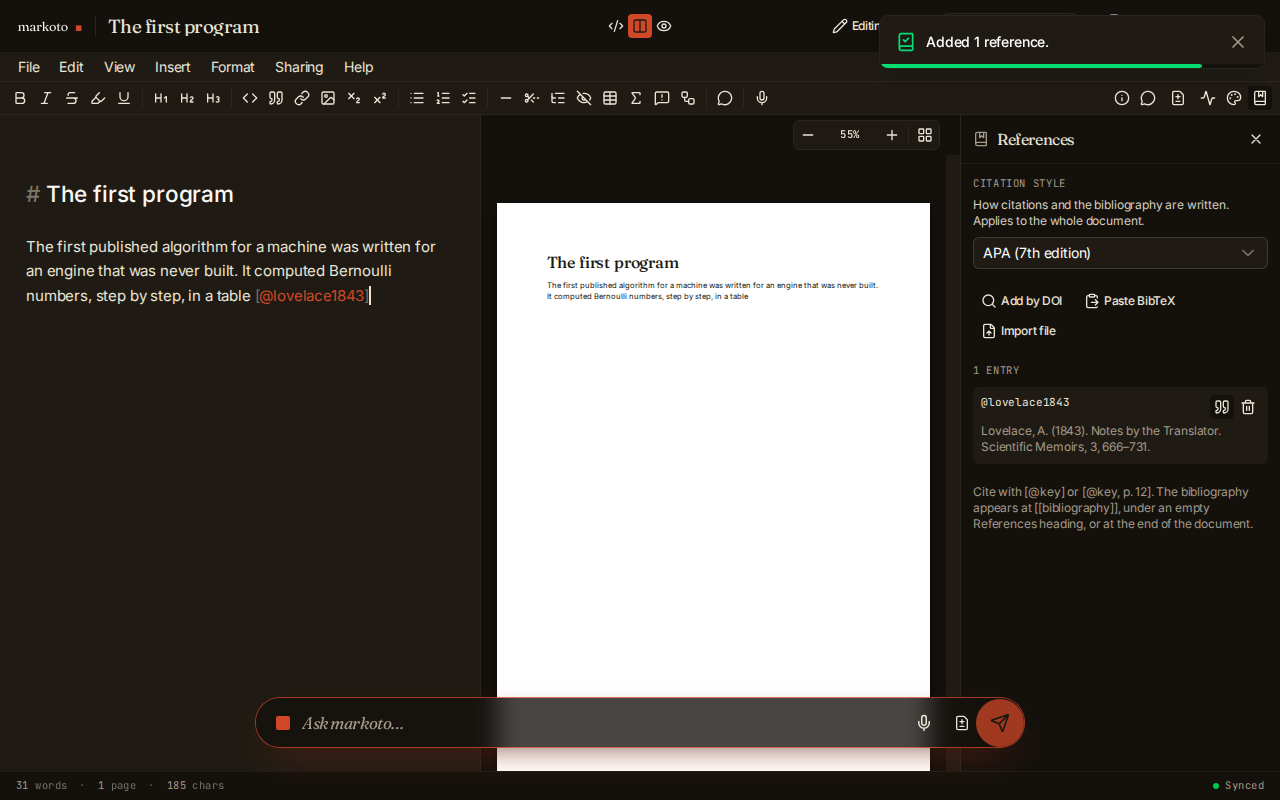 markoto
The first program
Added 1 reference.
File Edit View Insert Format Sharing Help
H1 H2 H3
55%
# The first program
The first published algorithm for a machine was written for
an engine that was never built. It computed Bernoulli
numbers, step by step, in a table [@lovelace1843]
The first program
The first published algorithm for a machine was written for an engine that was never built.
It computed Bernoulli numbers, step by step, in a table
References
CITATION STYLE
How citations and the bibliography are written.
Applies to the whole document.
APA (7th edition)
Add by DOI Paste BibTeX
Import file
1 ENTRY
@lovelace1843
Lovelace, A. (1843). Notes by the Translator.
Scientific Memoirs, 3, 666–731.
Cite with [@key] or [@key, p. 12]. The bibliography
appears at [[bibliography]], under an empty
References heading, or at the end of the document.
Ask markoto...
31 words · 1 page · 185 chars
Synced